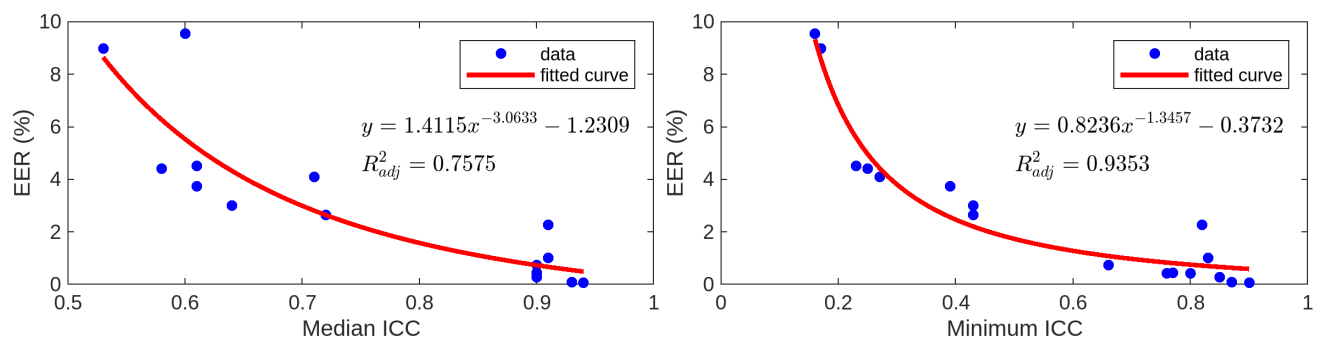 10
8
6
4
2
0
EER (%)
0.5 0.6 0.7 0.8 0.9 1
Median ICC
data
fitted curve
y = 1.4115x^{-3.0633} − 1.2309
R^2_{adj} = 0.7575
10
8
6
4
2
0
EER (%)
0 0.2 0.4 0.6 0.8 1
Minimum ICC
data
fitted curve
y = 0.8236x^{-1.3457} − 0.3732
R^2_{adj} = 0.9353